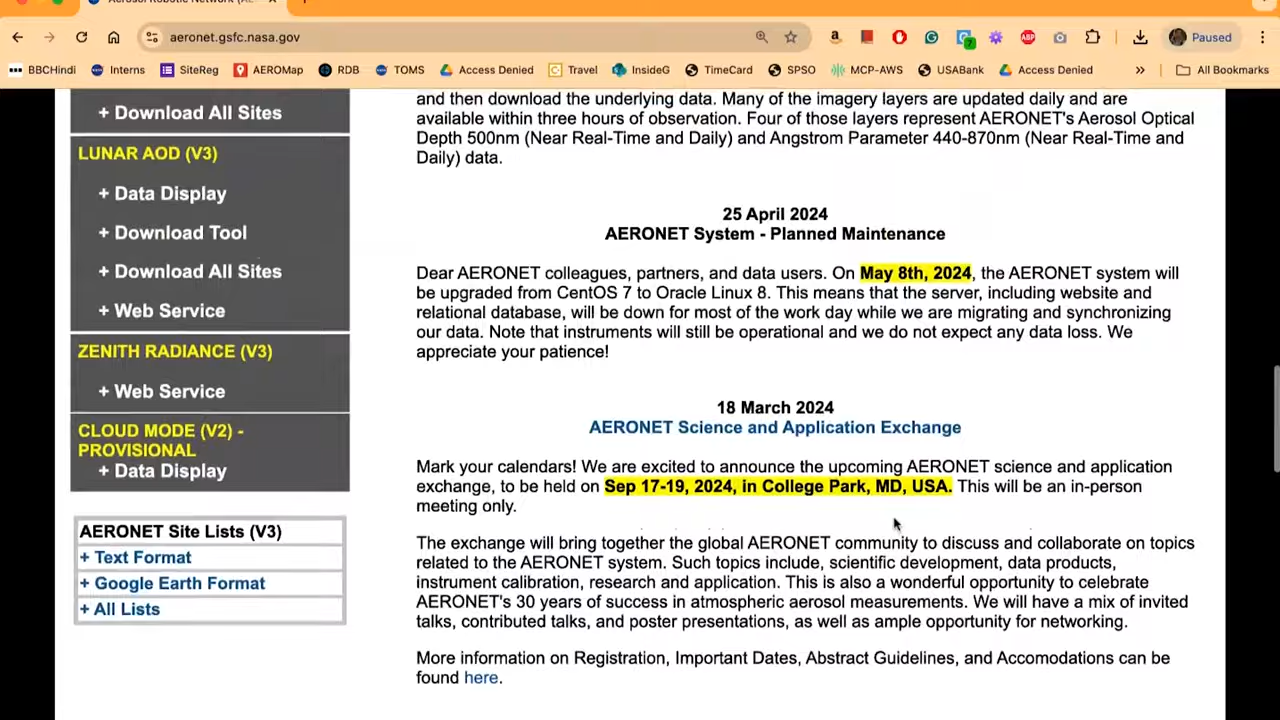 Aerosol Robotic Network (AE
aeronet.gsfc.nasa.gov
Paused
BBCHindi
Interns
SiteReg
AEROMap
RDB
TOMS
Access Denied
Travel
InsideG
TimeCard
SPSO
MCP-AWS
USABank
Access Denied
»
All Bookmarks
+ Download All Sites
LUNAR AOD (V3)
+ Data Display
+ Download Tool
+ Download All Sites
+ Web Service
ZENITH RADIANCE (V3)
+ Web Service
CLOUD MODE (V2) -
PROVISIONAL
+ Data Display
AERONET Site Lists (V3)
+ Text Format
+ Google Earth Format
+ All Lists
and then download the underlying data. Many of the imagery layers are updated daily and are
available within three hours of observation. Four of those layers represent AERONET's Aerosol Optical
Depth 500nm (Near Real-Time and Daily) and Angstrom Parameter 440-870nm (Near Real-Time and
Daily) data.
25 April 2024
AERONET System - Planned Maintenance
Dear AERONET colleagues, partners, and data users. On May 8th, 2024, the AERONET system will
be upgraded from CentOS 7 to Oracle Linux 8. This means that the server, including website and
relational database, will be down for most of the work day while we are migrating and synchronizing
our data. Note that instruments will still be operational and we do not expect any data loss. We
appreciate your patience!
18 March 2024
AERONET Science and Application Exchange
Mark your calendars! We are excited to announce the upcoming AERONET science and application
exchange, to be held on Sep 17-19, 2024, in College Park, MD, USA. This will be an in-person
meeting only.
The exchange will bring together the global AERONET community to discuss and collaborate on topics
related to the AERONET system. Such topics include, scientific development, data products,
instrument calibration, research and application. This is also a wonderful opportunity to celebrate
AERONET's 30 years of success in atmospheric aerosol measurements. We will have a mix of invited
talks, contributed talks, and poster presentations, as well as ample opportunity for networking.
More information on Registration, Important Dates, Abstract Guidelines, and Accomodations can be
found here.